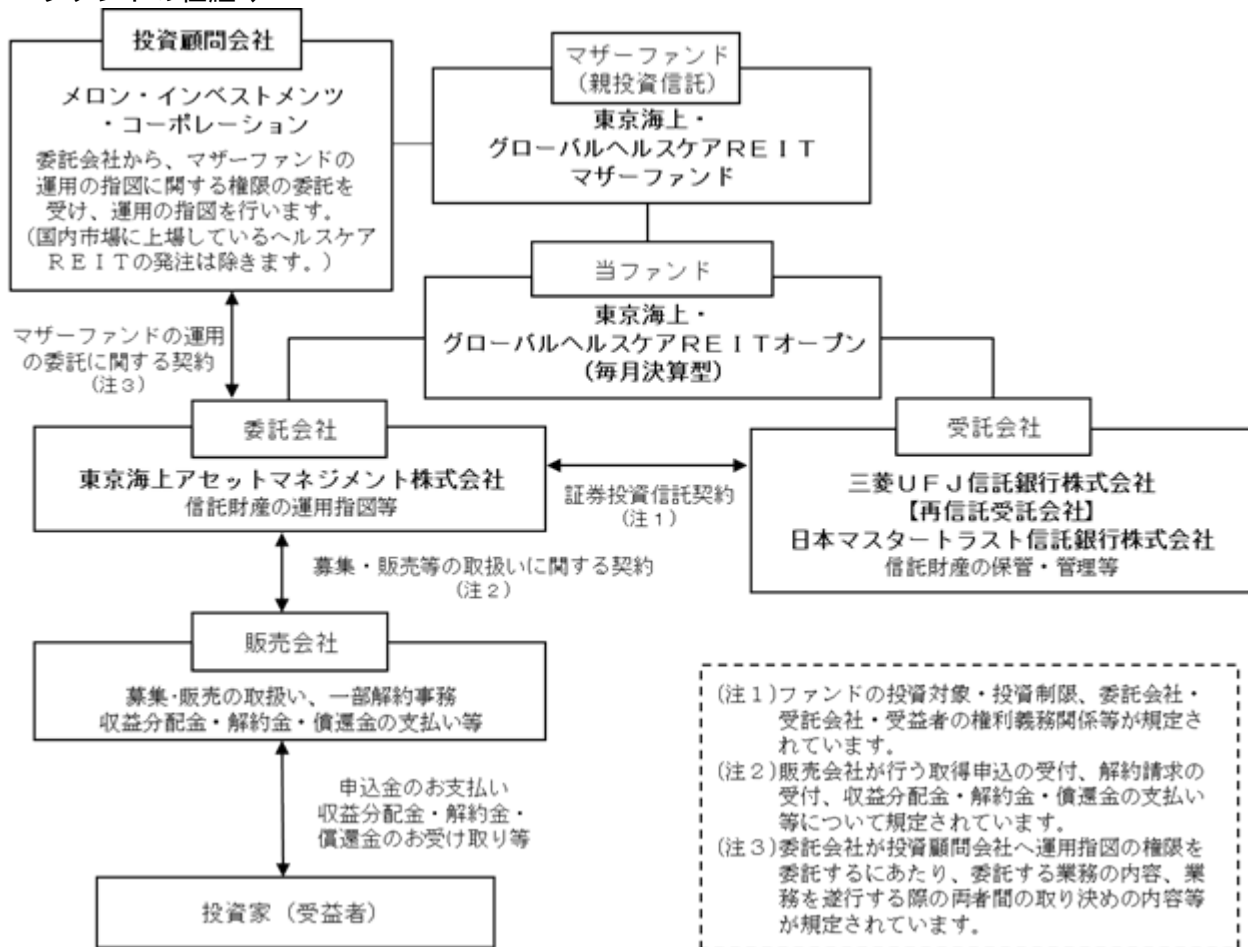 投資顧問会社
メロン・インベストメンツ
・コーポレーション
委託会社から、マザーファンドの
運用の指図に関する権限の委託を
受け、運用の指図を行います。
(国内市場に上場しているヘルスケア
ＲＥＩＴの発注は除きます。)
マザーファンド
(親投資信託)
東京海上・
グローバルヘルスケアＲＥＩＴ
マザーファンド
当ファンド
東京海上・
グローバルヘルスケアＲＥＩＴオープン
(毎月決算型)
マザーファンドの運用
の委託に関する契約
(注３)
委託会社
東京海上アセットマネジメント株式会社
信託財産の運用指図等
証券投資信託契約
(注１)
受託会社
三菱ＵＦＪ信託銀行株式会社
【再信託受託会社】
日本マスタートラスト信託銀行株式会社
信託財産の保管・管理等
募集・販売等の取扱いに関する契約
(注２)
販売会社
募集・販売の取扱い、一部解約事務
収益分配金・解約金・償還金の支払い等
申込金のお支払い
収益分配金・解約金・
償還金のお受け取り等
投資家（受益者）
(注１)ファンドの投資対象・投資制限、委託会社・
受託会社・受益者の権利義務関係等が規定さ
れています。
(注２)販売会社が行う取得申込の受付、解約請求の
受付、収益分配金・解約金・償還金の支払い
等について規定されています。
(注３)委託会社が投資顧問会社へ運用指図の権限を
委託するにあたり、委託する業務の内容、業
務を遂行する際の両者間の取り決めの内容等
が規定されています。